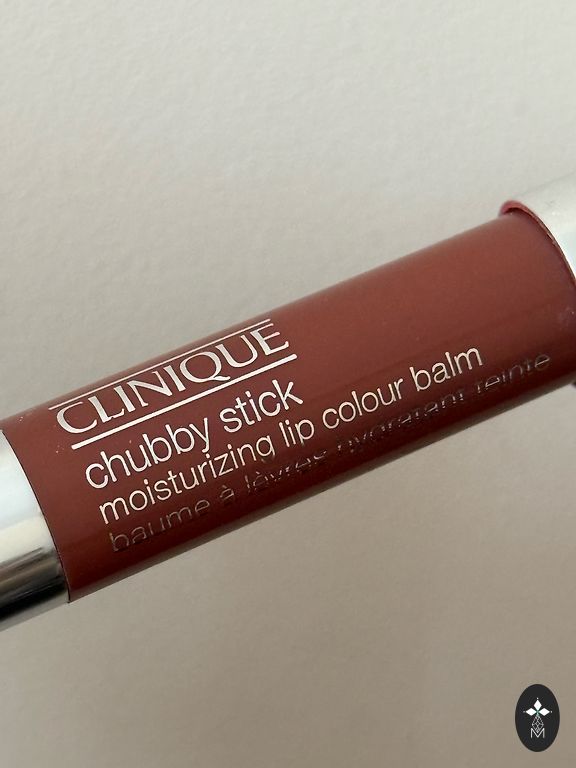 CLINIQUE
chubby stick
moisturizing lip colour balm
baume à lèvres hydratant teinté
M